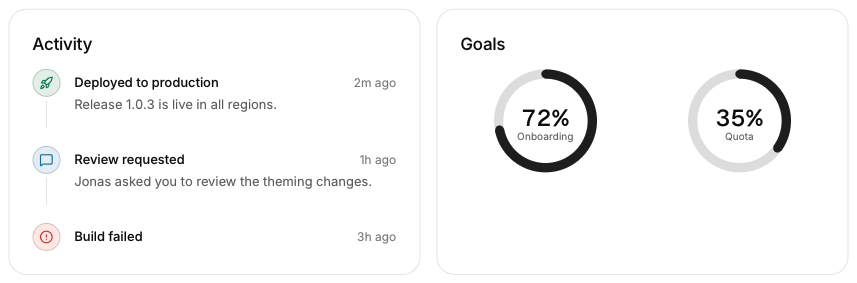 Activity
Deployed to production
2m ago
Release 1.0.3 is live in all regions.
Review requested
1h ago
Jonas asked you to review the theming changes.
Build failed
3h ago
Goals
72%
Onboarding
35%
Quota